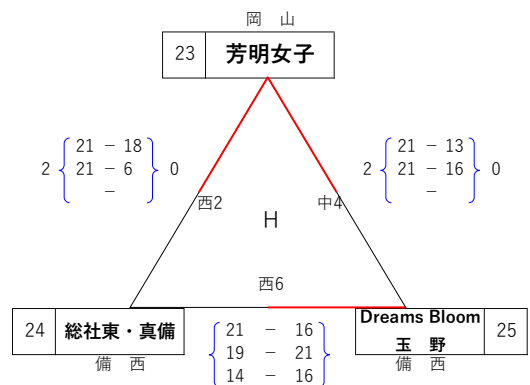 岡 山
23 芳明女子
21 － 18
2 21 － 6 0
－
21 － 13
2 21 － 16 0
－
西2
中4
H
西6
24 総社東・真備
備 西
21 － 16
19 － 21
14 － 16
Dreams Bloom
玉 野 25
備 西